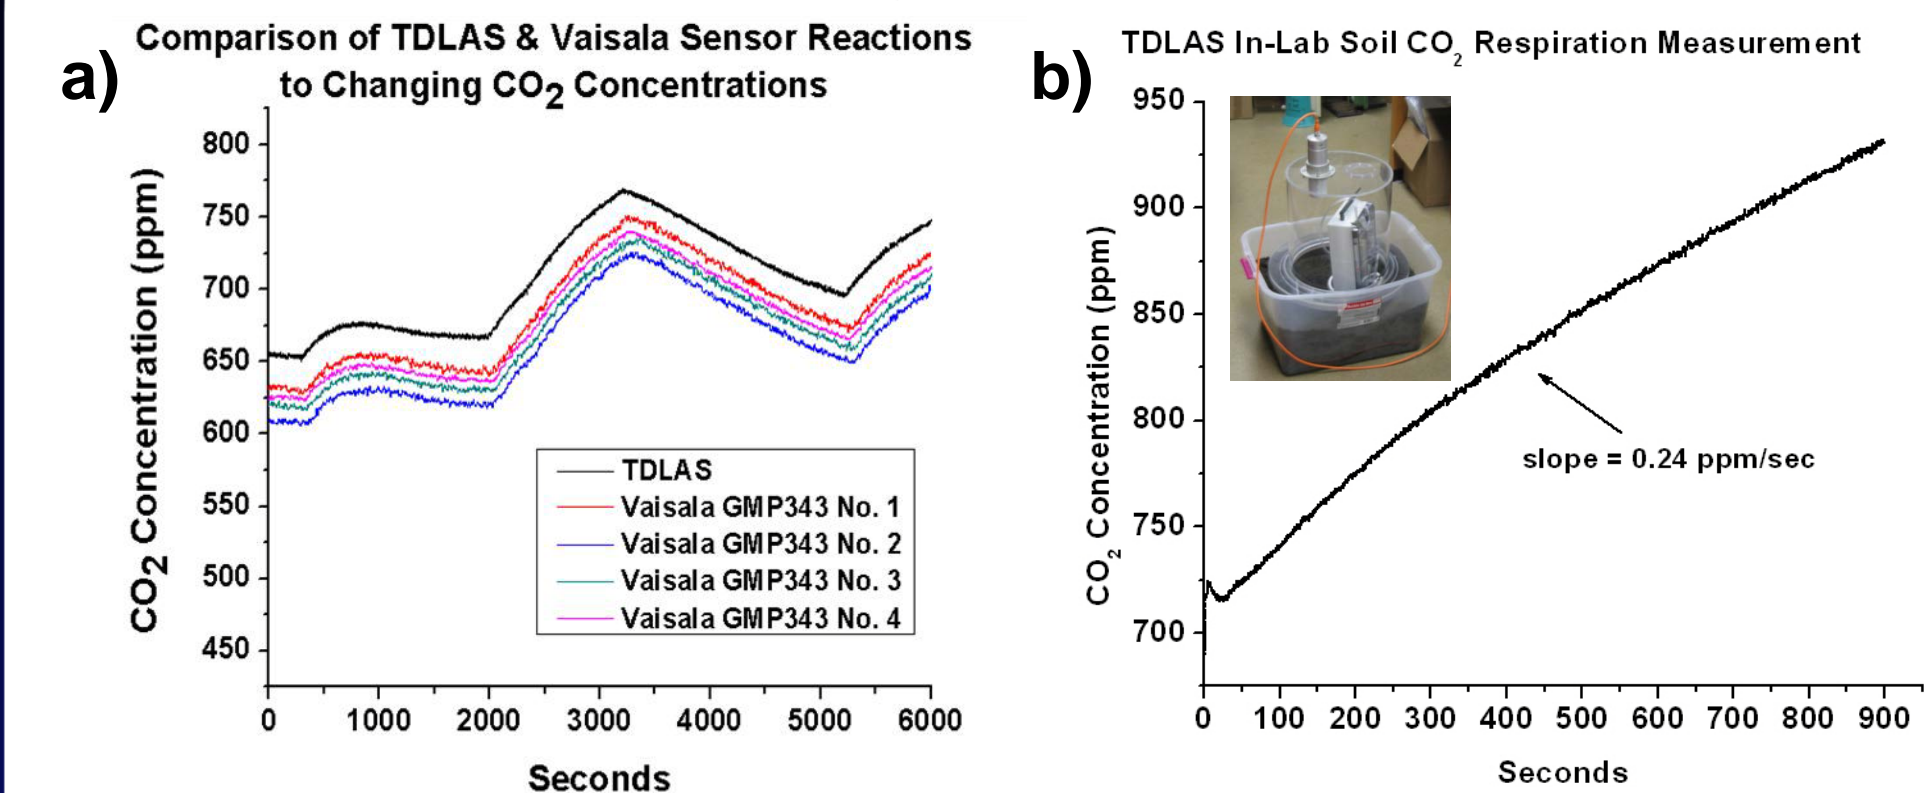 a)
Comparison of TDLAS & Vaisala Sensor Reactions
to Changing CO2 Concentrations
CO2 Concentration (ppm)
800
750
700
650
600
550
500
450
TDLAS
Vaisala GMP343 No. 1
Vaisala GMP343 No. 2
Vaisala GMP343 No. 3
Vaisala GMP343 No. 4
0 1000 2000 3000 4000 5000 6000
Seconds
b)
TDLAS In-Lab Soil CO2 Respiration Measurement
CO2 Concentration (ppm)
950
900
850
800
750
700
slope = 0.24 ppm/sec
0 100 200 300 400 500 600 700 800 900
Seconds